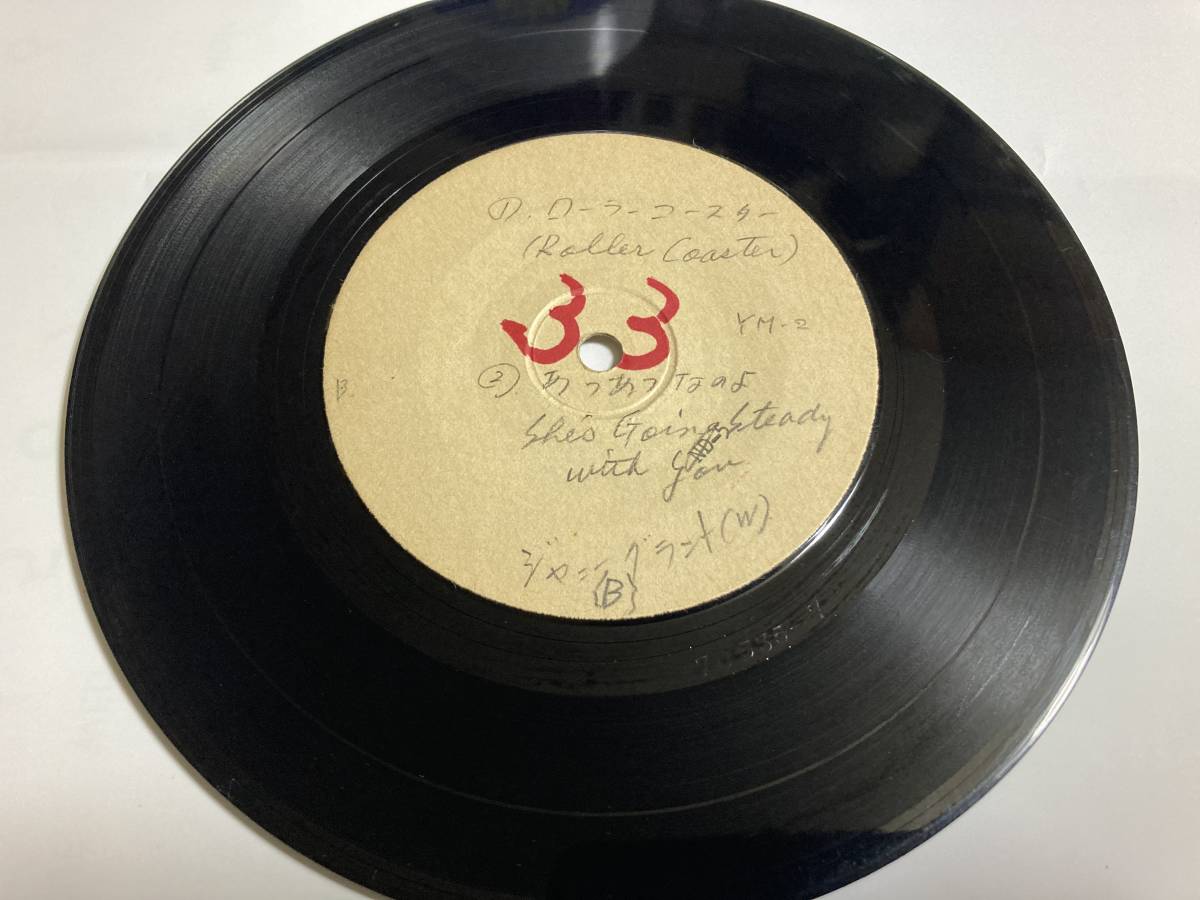 ①. ローラーコースター
(Roller Coaster)
33
YM-2
B.
②. あつあつなのよ
She's Going Steady
with you
ジャニー グラント(W)
{B}